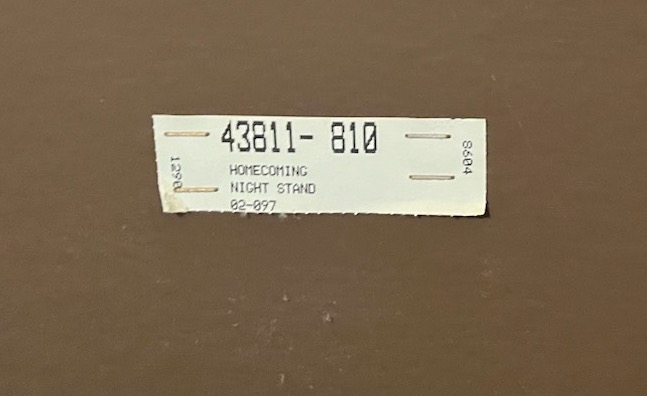 43811- 810
HOMECOMING
NIGHT STAND
02-097
1290
8604